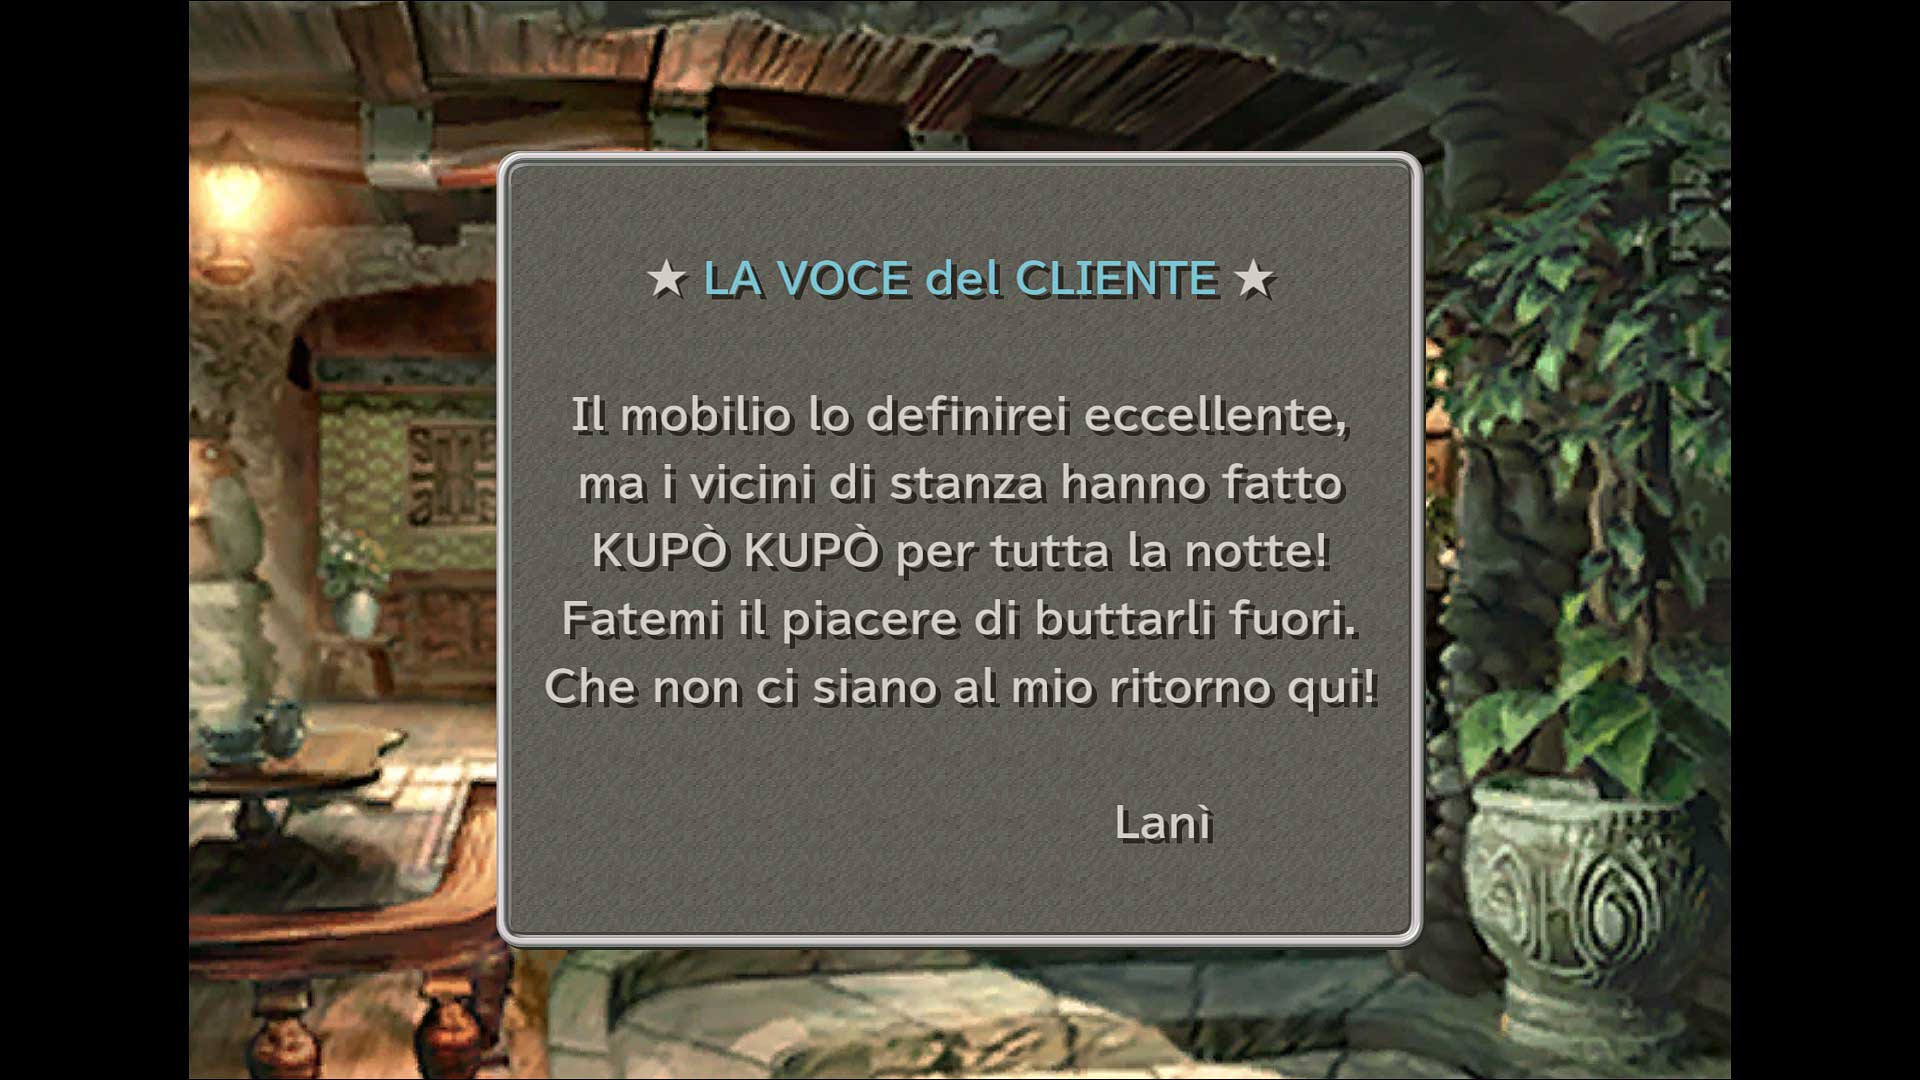 ★ LA VOCE del CLIENTE ★
Il mobilio lo definirei eccellente,
ma i vicini di stanza hanno fatto
KUPÒ KUPÒ per tutta la notte!
Fatemi il piacere di buttarli fuori.
Che non ci siano al mio ritorno qui!
Lanì